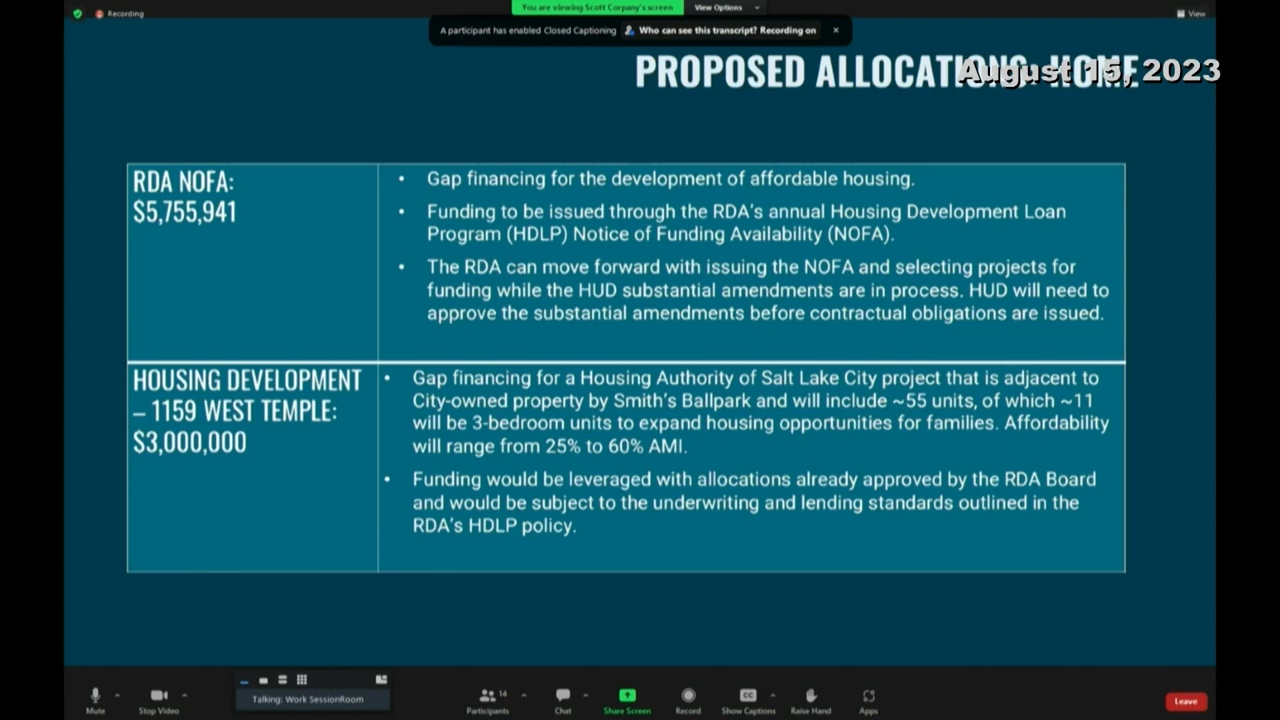 Recording
You are viewing Scott Corpany's screen
View Options
View
A participant has enabled Closed Captioning
Who can see this transcript? Recording on
PROPOSED ALLOCATIONS: HOME
August 15, 2023
RDA NOFA:
$5,755,941
• Gap financing for the development of affordable housing.
• Funding to be issued through the RDA's annual Housing Development Loan
Program (HDLP) Notice of Funding Availability (NOFA).
• The RDA can move forward with issuing the NOFA and selecting projects for
funding while the HUD substantial amendments are in process. HUD will need to
approve the substantial amendments before contractual obligations are issued.
HOUSING DEVELOPMENT
– 1159 WEST TEMPLE:
$3,000,000
• Gap financing for a Housing Authority of Salt Lake City project that is adjacent to
City-owned property by Smith's Ballpark and will include ~55 units, of which ~11
will be 3-bedroom units to expand housing opportunities for families. Affordability
will range from 25% to 60% AMI.
• Funding would be leveraged with allocations already approved by the RDA Board
and would be subject to the underwriting and lending standards outlined in the
RDA's HDLP policy.
Talking: Work SessionRoom
Mute
Stop Video
14
Participants
Chat
Share Screen
Record
CC
Show Captions
Raise Hand
Apps
Leave